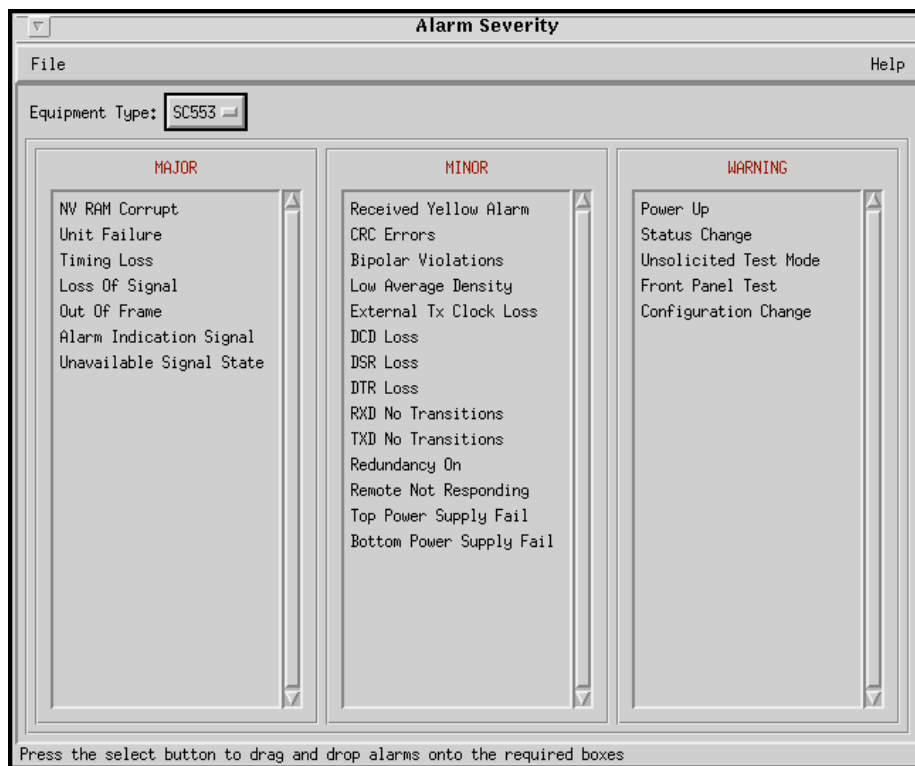 Alarm Severity
File Help
Equipment Type: SC553
MAJOR
NV RAM Corrupt
Unit Failure
Timing Loss
Loss Of Signal
Out Of Frame
Alarm Indication Signal
Unavailable Signal State
MINOR
Received Yellow Alarm
CRC Errors
Bipolar Violations
Low Average Density
External Tx Clock Loss
DCD Loss
DSR Loss
DTR Loss
RXD No Transitions
TXD No Transitions
Redundancy On
Remote Not Responding
Top Power Supply Fail
Bottom Power Supply Fail
WARNING
Power Up
Status Change
Unsolicited Test Mode
Front Panel Test
Configuration Change
Press the select button to drag and drop alarms onto the required boxes